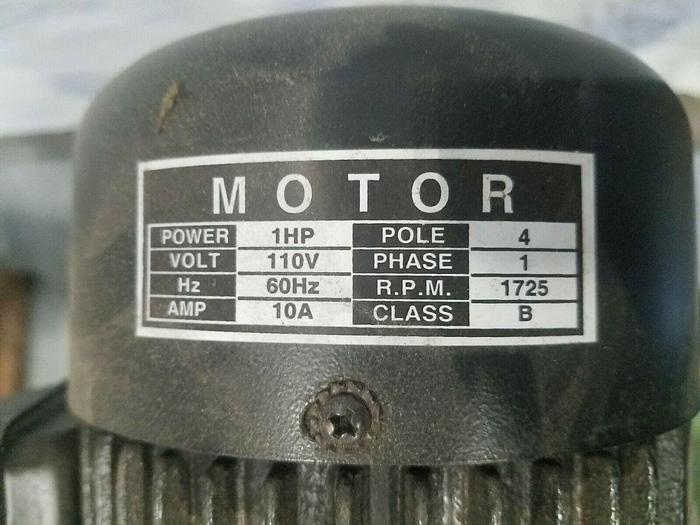 MOTOR
POWER 1HP POLE 4
VOLT 110V PHASE 1
Hz 60Hz R.P.M. 1725
AMP 10A CLASS B